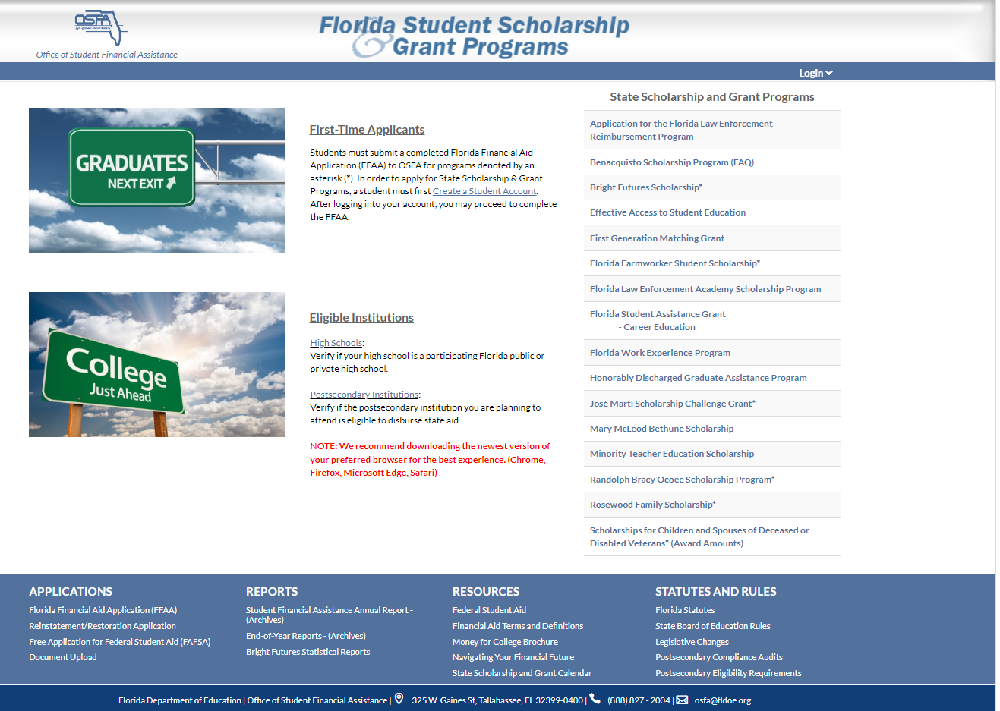 OSFA
Office of Student Financial Assistance
Florida Student Scholarship
& Grant Programs
Login
GRADUATES
NEXT EXIT
First-Time Applicants
Students must submit a completed Florida Financial Aid
Application (FFAA) to OSFA for programs denoted by an
asterisk (*). In order to apply for State Scholarship & Grant
Programs, a student must first Create a Student Account.
After logging into your account, you may proceed to complete
the FFAA.
College
Just Ahead
Eligible Institutions
High Schools:
Verify if your high school is a participating Florida public or
private high school.
Postsecondary Institutions:
Verify if the postsecondary institution you are planning to
attend is eligible to disburse state aid.
NOTE: We recommend downloading the newest version of
your preferred browser for the best experience. (Chrome,
Firefox, Microsoft Edge, Safari)
State Scholarship and Grant Programs
Application for the Florida Law Enforcement
Reimbursement Program
Benacquisto Scholarship Program (FAQ)
Bright Futures Scholarship*
Effective Access to Student Education
First Generation Matching Grant
Florida Farmworker Student Scholarship*
Florida Law Enforcement Academy Scholarship Program
Florida Student Assistance Grant
- Career Education
Florida Work Experience Program
Honorably Discharged Graduate Assistance Program
José Martí Scholarship Challenge Grant*
Mary McLeod Bethune Scholarship
Minority Teacher Education Scholarship
Randolph Bracy Ocoee Scholarship Program*
Rosewood Family Scholarship*
Scholarships for Children and Spouses of Deceased or
Disabled Veterans* (Award Amounts)
APPLICATIONS
Florida Financial Aid Application (FFAA)
Reinstatement/Restoration Application
Free Application for Federal Student Aid (FAFSA)
Document Upload
REPORTS
Student Financial Assistance Annual Report -
(Archives)
End-of-Year Reports - (Archives)
Bright Futures Statistical Reports
RESOURCES
Federal Student Aid
Financial Aid Terms and Definitions
Money for College Brochure
Navigating Your Financial Future
State Scholarship and Grant Calendar
STATUTES AND RULES
Florida Statutes
State Board of Education Rules
Legislative Changes
Postsecondary Compliance Audits
Postsecondary Eligibility Requirements
Florida Department of Education | Office of Student Financial Assistance | 325 W. Gaines St, Tallahassee, FL 32399-0400 | (888) 827 - 2004 | osfa@fldoe.org